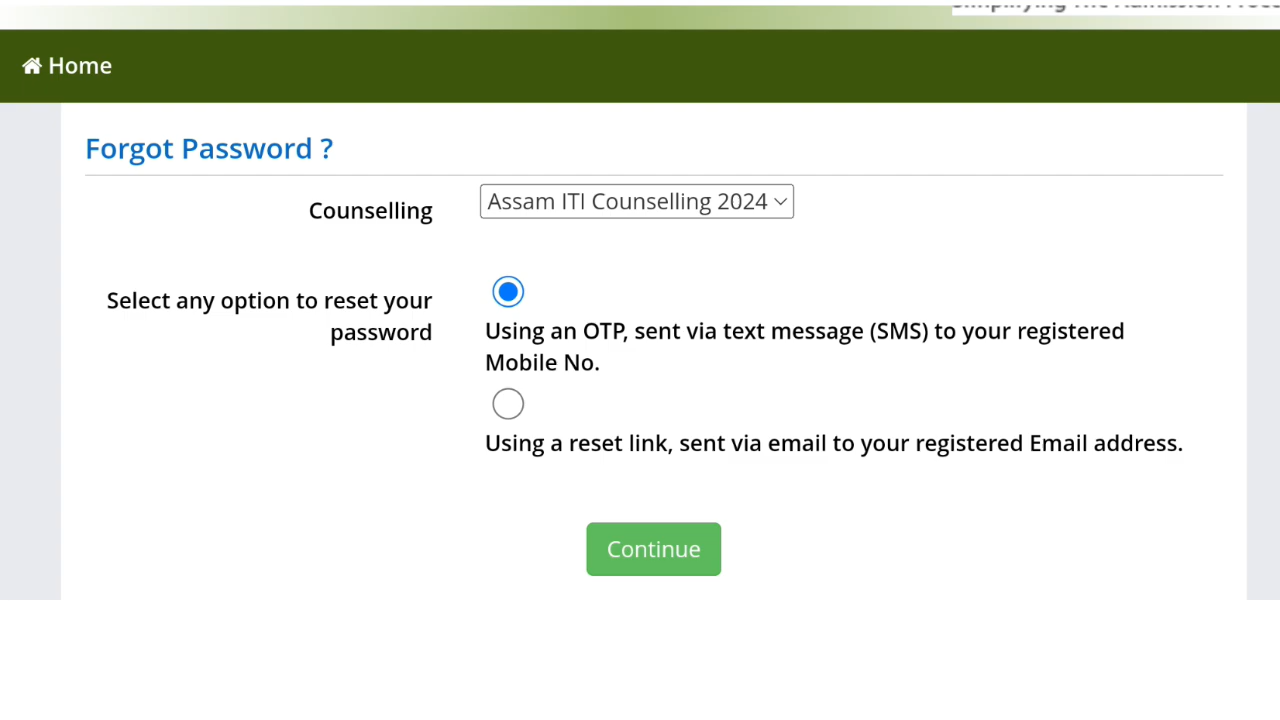 Home
Forgot Password ?
Counselling
Assam ITI Counselling 2024
Select any option to reset your
password
Using an OTP, sent via text message (SMS) to your registered
Mobile No.
Using a reset link, sent via email to your registered Email address.
Continue